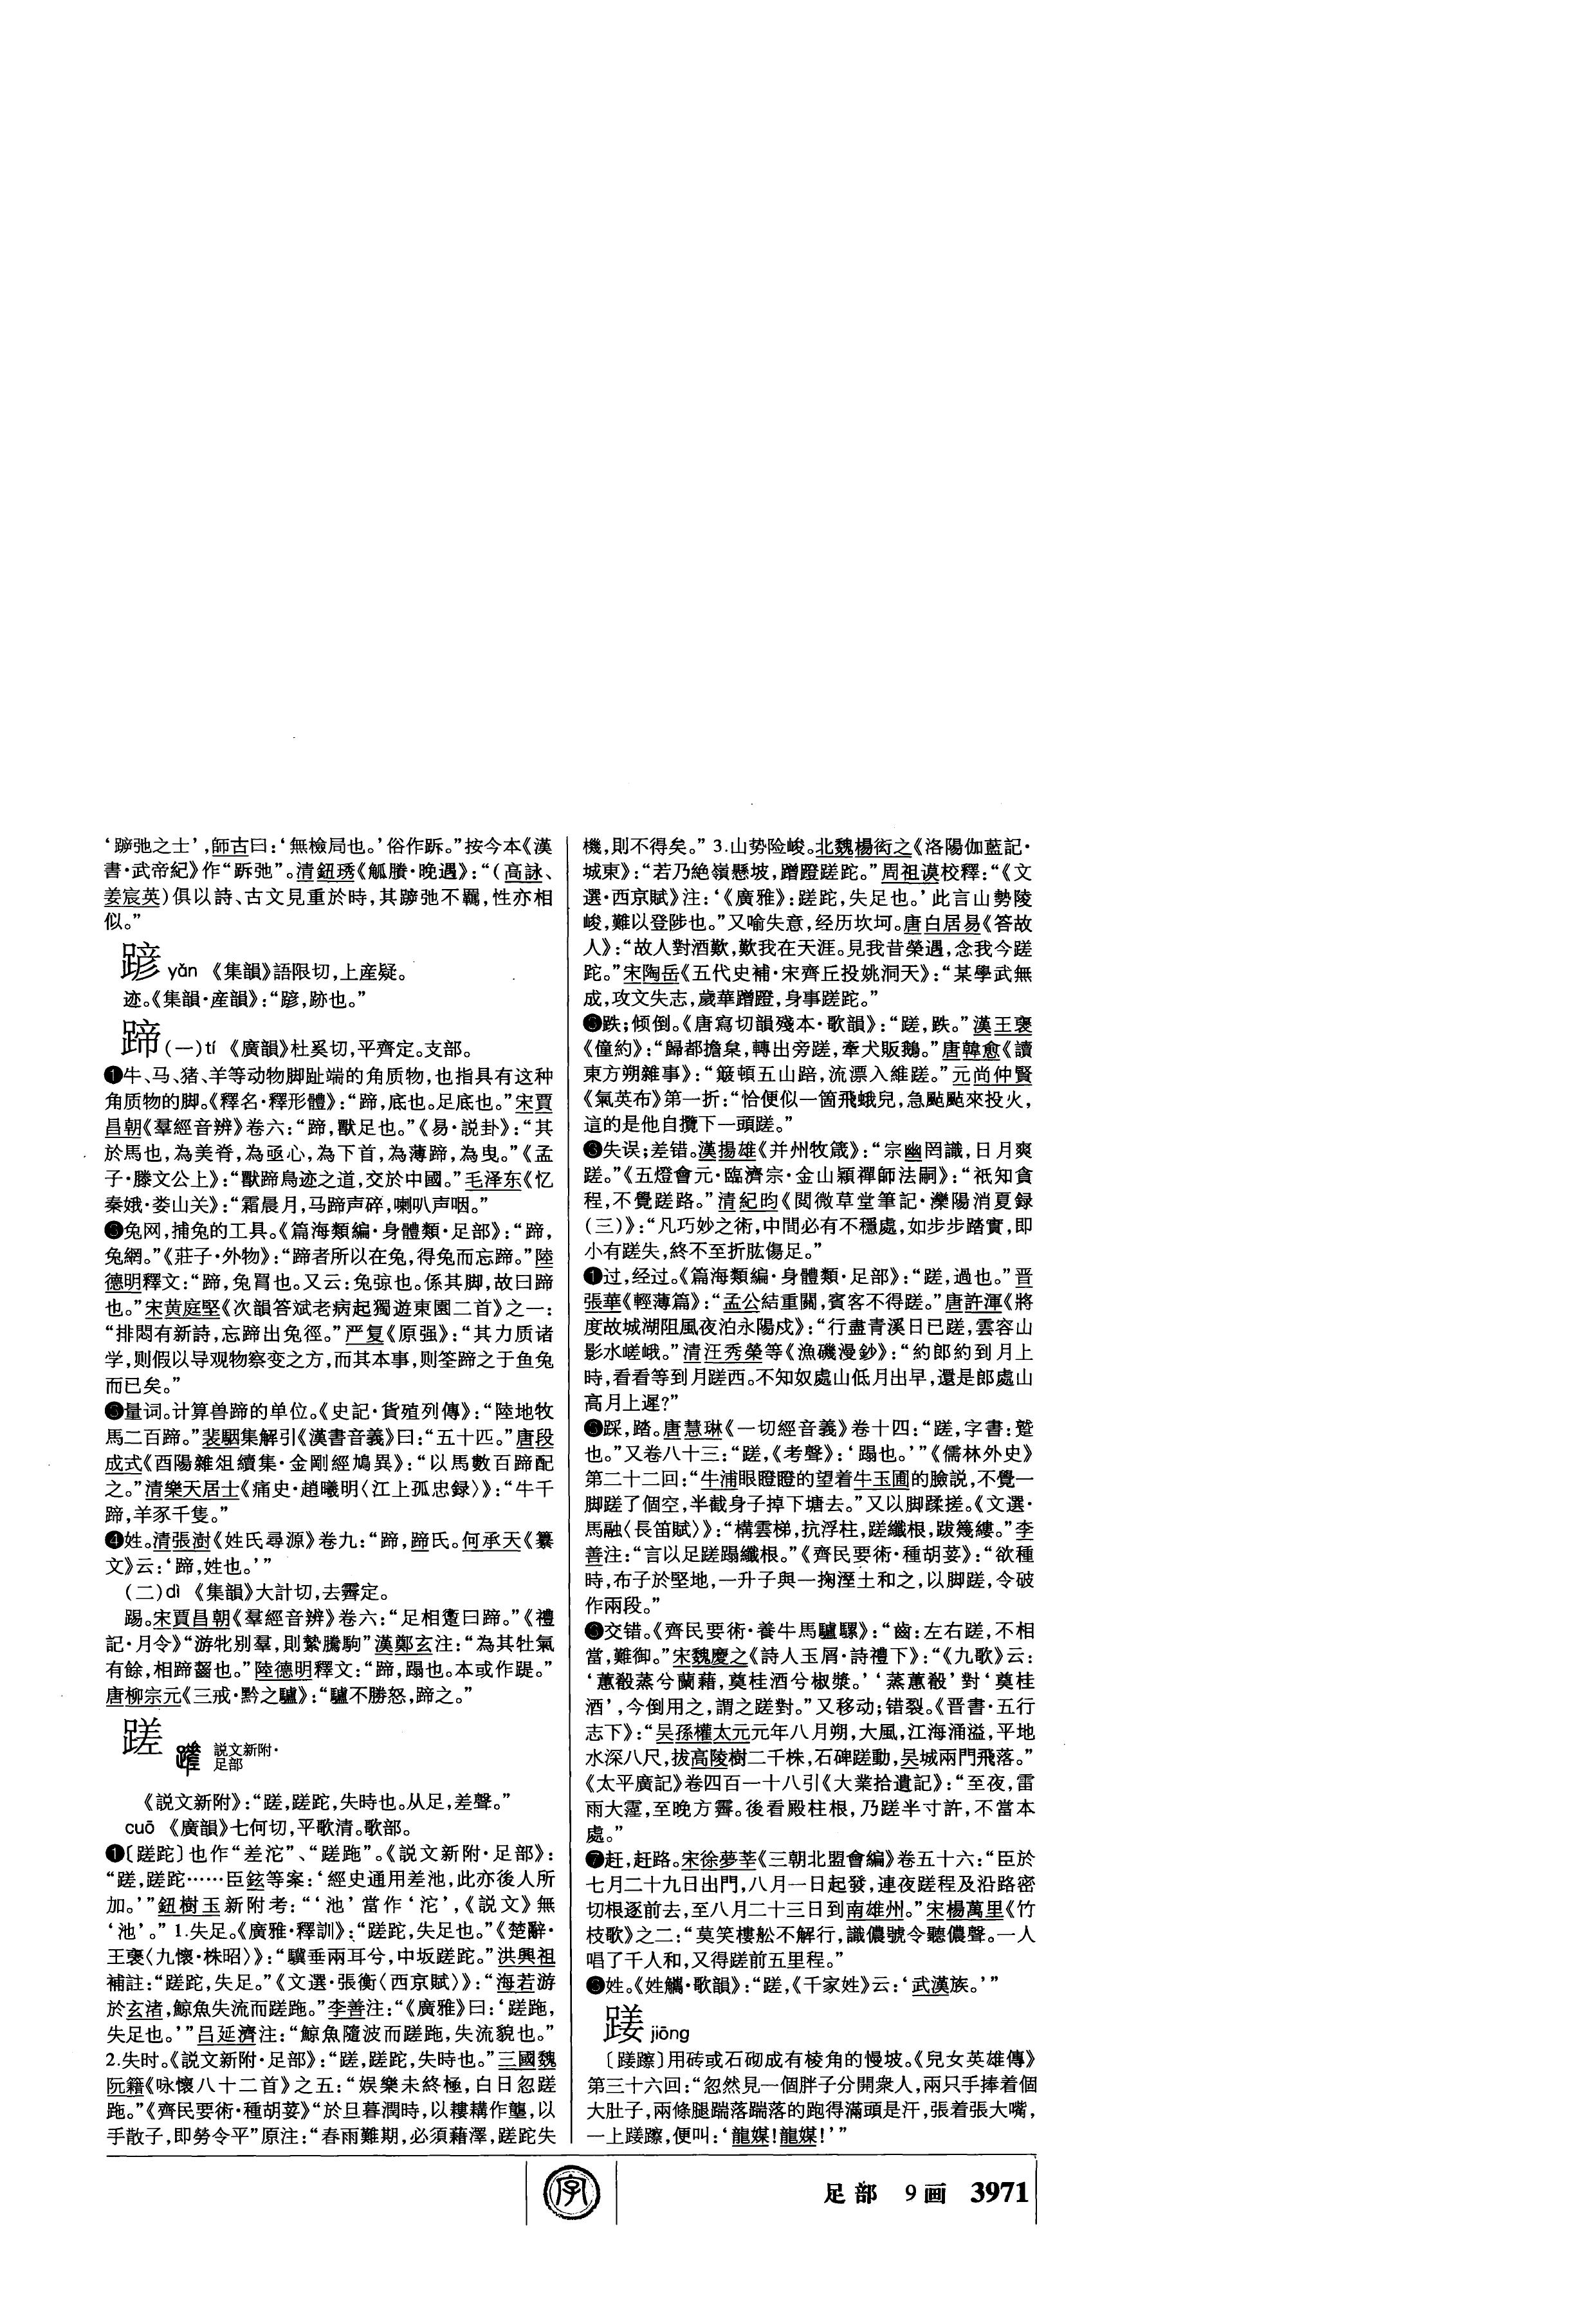 ‘蹏弛之士’,師古曰:‘無檢局也。’俗作跅。”按今本《漢
書·武帝紀》作“跅弛”。清鈕琇《觚賸·晚遇》:“(高詠、
姜宸英)俱以詩、古文見重於時,其蹏弛不羈,性亦相
似。”
yǎn 《集韻》語限切,上産疑。
迹。《集韻·産韻》:“,跡也。”
蹄(一)tí 《廣韻》杜奚切,平齊定。支部。
❶牛、马、猪、羊等动物脚趾端的角质物,也指具有这种
角质物的脚。《釋名·釋形體》:“蹄,底也。足底也。”宋賈
昌朝《羣經音辨》卷六:“蹄,獸足也。”《易·説卦》:“其
於馬也,為美脊,為亟心,為下首,為薄蹄,為曳。”《孟
子·滕文公上》:“獸蹄鳥迹之道,交於中國。”毛泽东《忆
秦娥·娄山关》:“霜晨月,马蹄声碎,喇叭声咽。”
❷兔网,捕兔的工具。《篇海類編·身體類·足部》:“蹄,
兔網。”《莊子·外物》:“蹄者所以在兔,得兔而忘蹄。”陸
德明釋文:“蹄,兔罥也。又云:兔弶也。係其脚,故曰蹄
也。”宋黄庭堅《次韻答斌老病起獨遊東園二首》之一:
“排悶有新詩,忘蹄出兔徑。”严复《原强》:“其力质诸
学,则假以导观物察变之方,而其本事,则筌蹄之于鱼兔
而已矣。”
❸量词。计算兽蹄的单位。《史記·貨殖列傳》:“陸地牧
馬二百蹄。”裴駰集解引《漢書音義》曰:“五十匹。”唐段
成式《酉陽雜俎續集·金剛經鳩異》:“以馬數百蹄配
之。”清樂天居士《痛史·趙曦明〈江上孤忠録〉》:“牛千
蹄,羊豕千隻。”
❹姓。清張澍《姓氏尋源》卷九:“蹄,蹄氏。何承天《纂
文》云:‘蹄,姓也。’”
(二)dì 《集韻》大計切,去霽定。
踢。宋賈昌朝《羣經音辨》卷六:“足相躗曰蹄。”《禮
記·月令》“游牝别羣,則縶騰駒”漢鄭玄注:“為其牡氣
有餘,相蹄齧也。”陸德明釋文:“蹄,蹋也。本或作踶。”
唐柳宗元《三戒·黔之驢》:“驢不勝怒,蹄之。”
蹉 説文新附·
足部
《説文新附》:“蹉,蹉跎,失時也。从足,差聲。”
cuō 《廣韻》七何切,平歌清。歌部。
❶〔蹉跎〕也作“差沱”、“蹉跑”。《説文新附·足部》:
“蹉,蹉跎……臣鉉等案:‘經史通用差池,此亦後人所
加。’”鈕樹玉新附考:“‘池’當作‘沱’,《説文》無
‘池’。”1.失足。《廣雅·釋訓》:“蹉跎,失足也。”《楚辭·
王褒〈九懷·株昭〉》:“驥垂兩耳兮,中坂蹉跎。”洪興祖
補註:“蹉跎,失足。”《文選·張衡〈西京賦〉》:“海若游
於玄渚,鯨魚失流而蹉跑。”李善注:“《廣雅》曰:‘蹉跑,
失足也。’”吕延濟注:“鯨魚隨波而蹉跑,失流貌也。”
2.失时。《説文新附·足部》:“蹉,蹉跎,失時也。”三國魏
阮籍《咏懷八十二首》之五:“娱樂未終極,白日忽蹉
跑。”《齊民要術·種胡荽》“於旦暮潤時,以耬耩作壟,以
手散子,即勞令平”原注:“春雨難期,必須藉澤,蹉跎失
機,則不得矣。”3.山势险峻。北魏楊衒之《洛陽伽藍記·
城東》:“若乃絶嶺懸坡,蹭蹬蹉跎。”周祖谟校釋:“《文
選·西京賦》注:‘《廣雅》:蹉跎,失足也。’此言山勢陵
峻,難以登陟也。”又喻失意,经历坎坷。唐白居易《答故
人》:“故人對酒歎,歎我在天涯。見我昔榮遇,念我今蹉
跎。”宋陶岳《五代史補·宋齊丘投姚洞天》:“某學武無
成,攻文失志,歲華蹭蹬,身事蹉跎。”
❷跌;倾倒。《唐寫切韻殘本·歌韻》:“蹉,跌。”漢王褒
《僮約》:“歸都擔枲,轉出旁蹉,牽犬販鵝。”唐韓愈《讀
東方朔雜事》:“簸頓五山踣,流漂入維蹉。”元尚仲賢
《氣英布》第一折:“恰便似一箇飛蛾兒,急颭颭來投火,
這的是他自攬下一頭蹉。”
❸失误;差错。漢揚雄《并州牧箴》:“宗幽罔識,日月爽
蹉。”《五燈會元·臨濟宗·金山穎禪師法嗣》:“祇知貪
程,不覺蹉路。”清紀昀《閲微草堂筆記·灤陽消夏録
(三)》:“凡巧妙之術,中間必有不穩處,如步步踏實,即
小有蹉失,終不至折肱傷足。”
❹过,经过。《篇海類編·身體類·足部》:“蹉,過也。”晋
張華《輕薄篇》:“孟公結重關,賓客不得蹉。”唐許渾《將
度故城湖阻風夜泊永陽戍》:“行盡青溪日已蹉,雲容山
影水嵯峨。”清汪秀榮等《漁磯漫鈔》:“約郎約到月上
時,看看等到月蹉西。不知奴處山低月出早,還是郎處山
高月上遲?”
❺踩,踏。唐慧琳《一切經音義》卷十四:“蹉,字書:蹔
也。”又卷八十三:“蹉,《考聲》:‘蹋也。’”《儒林外史》
第二十二回:“牛浦眼瞪瞪的望着牛玉圃的臉説,不覺一
脚蹉了個空,半截身子掉下塘去。”又以脚蹂搓。《文選·
馬融〈長笛賦〉》:“構雲梯,抗浮柱,蹉纖根,跋篾縷。”李
善注:“言以足蹉蹋纖根。”《齊民要術·種胡荽》:“欲種
時,布子於堅地,一升子與一掬溼土和之,以脚蹉,令破
作兩段。”
❻交错。《齊民要術·養牛馬驢騾》:“齒:左右蹉,不相
當,難御。”宋魏慶之《詩人玉屑·詩禮下》:“《九歌》云:
‘蕙殽蒸兮蘭藉,奠桂酒兮椒漿。’‘蒸蕙殽’對‘奠桂
酒’,今倒用之,謂之蹉對。”又移动;错裂。《晋書·五行
志下》:“吴孫權太元元年八月朔,大風,江海涌溢,平地
水深八尺,拔高陵樹二千株,石碑蹉動,吴城兩門飛落。”
《太平廣記》卷四百一十八引《大業拾遺記》:“至夜,雷
雨大霔,至晚方霽。後看殿柱根,乃蹉半寸許,不當本
處。”
❼赶,赶路。宋徐夢莘《三朝北盟會編》卷五十六:“臣於
七月二十九日出門,八月一日起發,連夜蹉程及沿路密
切根逐前去,至八月二十三日到南雄州。”宋楊萬里《竹
枝歌》之二:“莫笑樓舩不解行,識儂號令聽儂聲。一人
唱了千人和,又得蹉前五里程。”
❽姓。《姓觿·歌韻》:“蹉,《千家姓》云:‘武漢族。’”
jiōng
〔〕用砖或石砌成有棱角的慢坡。《兒女英雄傳》
第三十六回:“忽然見一個胖子分開衆人,兩只手捧着個
大肚子,兩條腿踹落踹落的跑得滿頭是汗,張着張大嘴,
一上,便叫:‘龍媒!龍媒!’”
字
足部 9画 3971